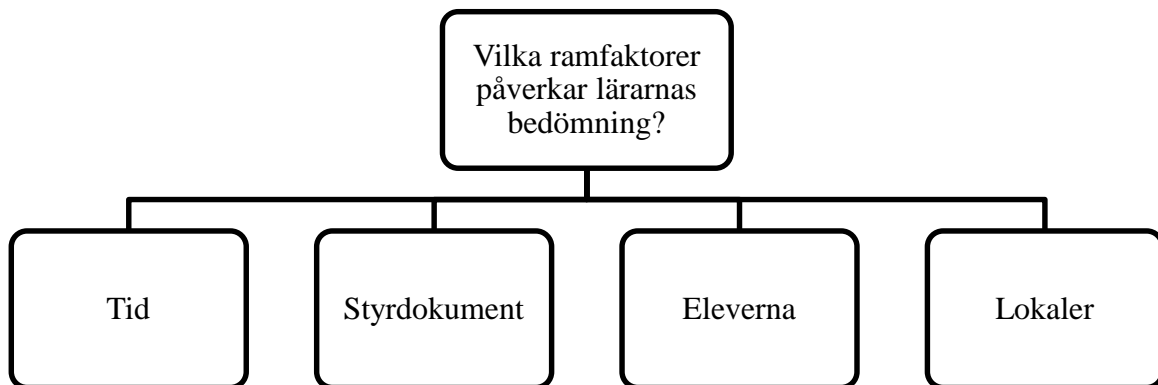 Vilka ramfaktorer
påverkar lärarnas
bedömning?
Tid
Styrdokument
Eleverna
Lokaler